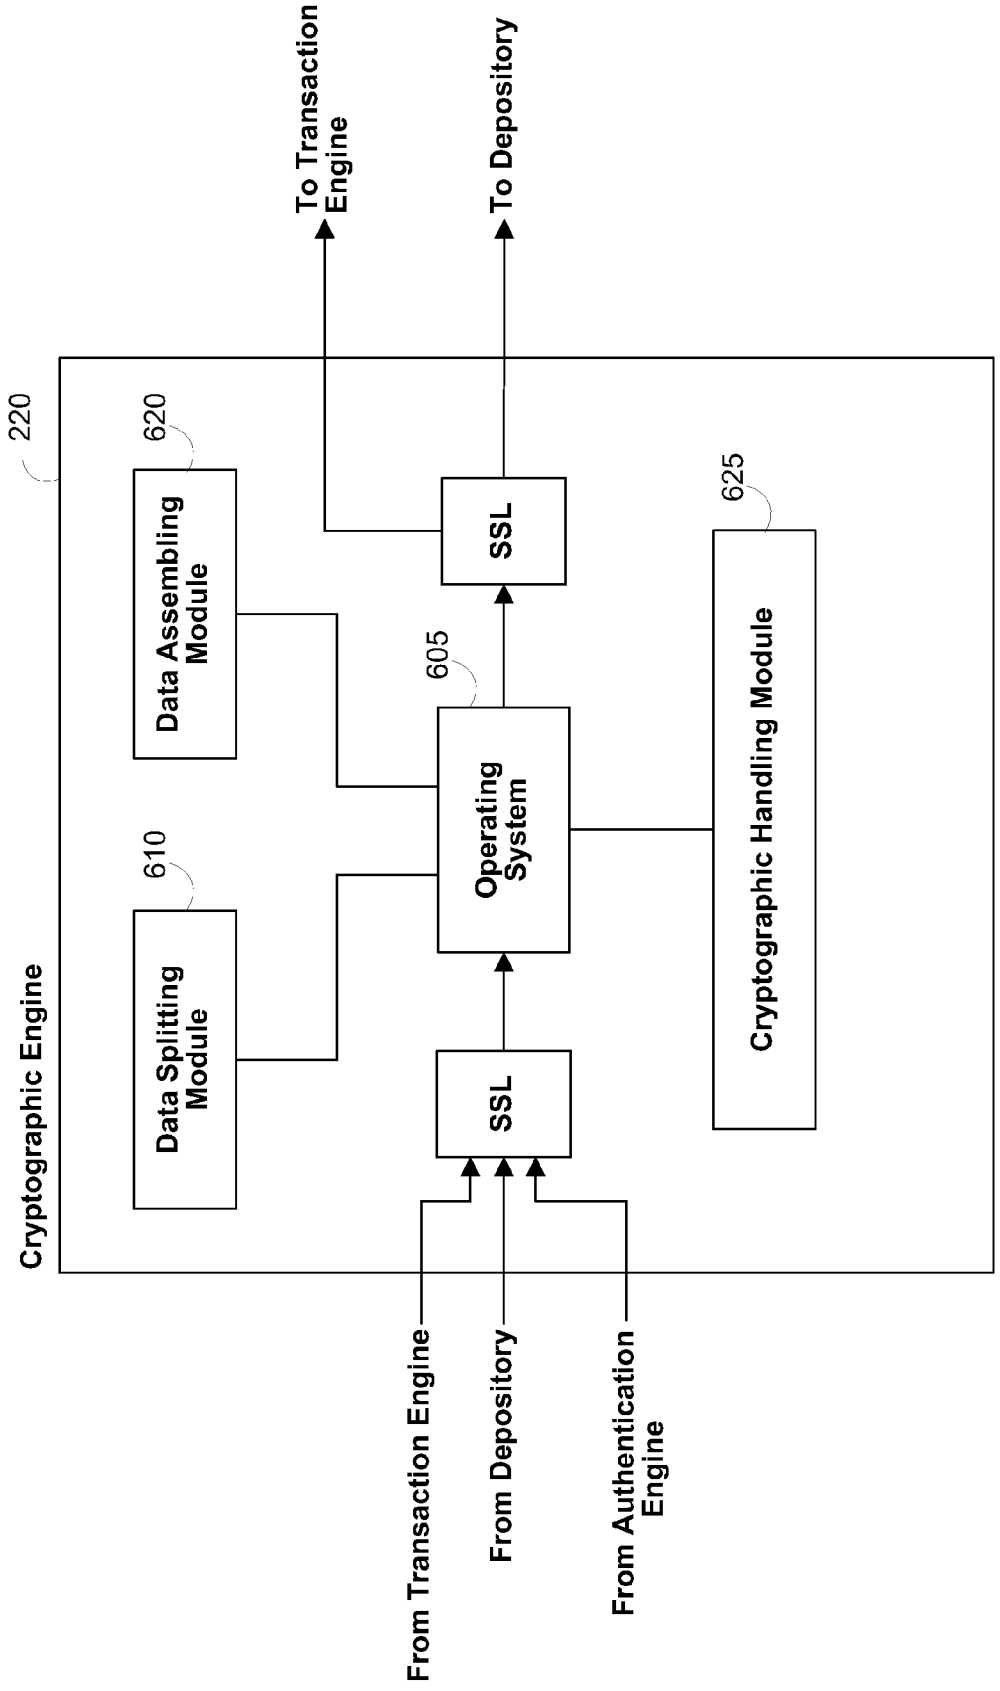 Cryptographic Engine
220
Data Splitting
Module
610
Data Assembling
Module
620
From Transaction Engine
From Depository
From Authentication
Engine
SSL
Operating
System
605
SSL
To Transaction
Engine
To Depository
Cryptographic Handling Module
625